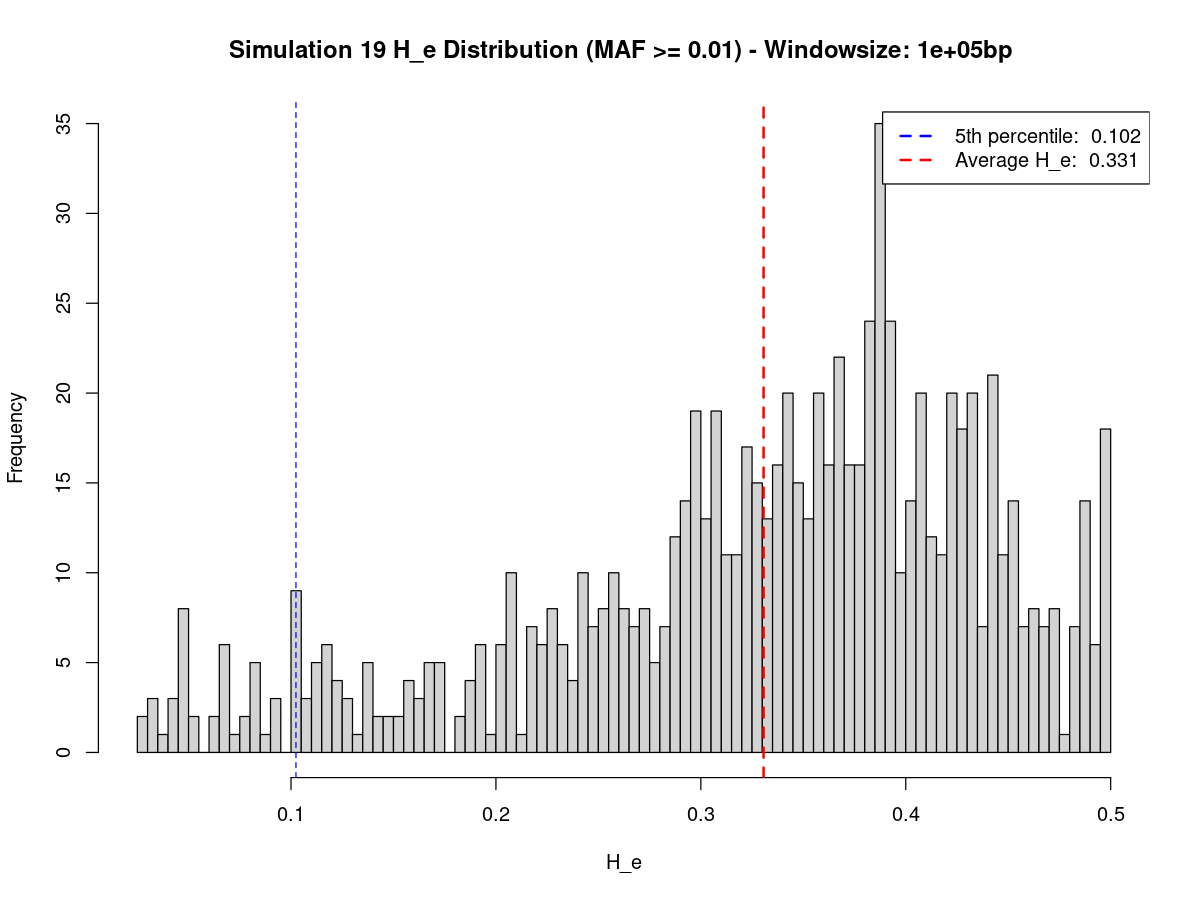 Simulation 19 H_e Distribution (MAF >= 0.01) - Windowsize: 1e+05bp
5th percentile:  0.102
Average H_e:  0.331
Frequency
35
30
25
20
15
10
5
0
0.1
0.2
0.3
0.4
0.5
H_e